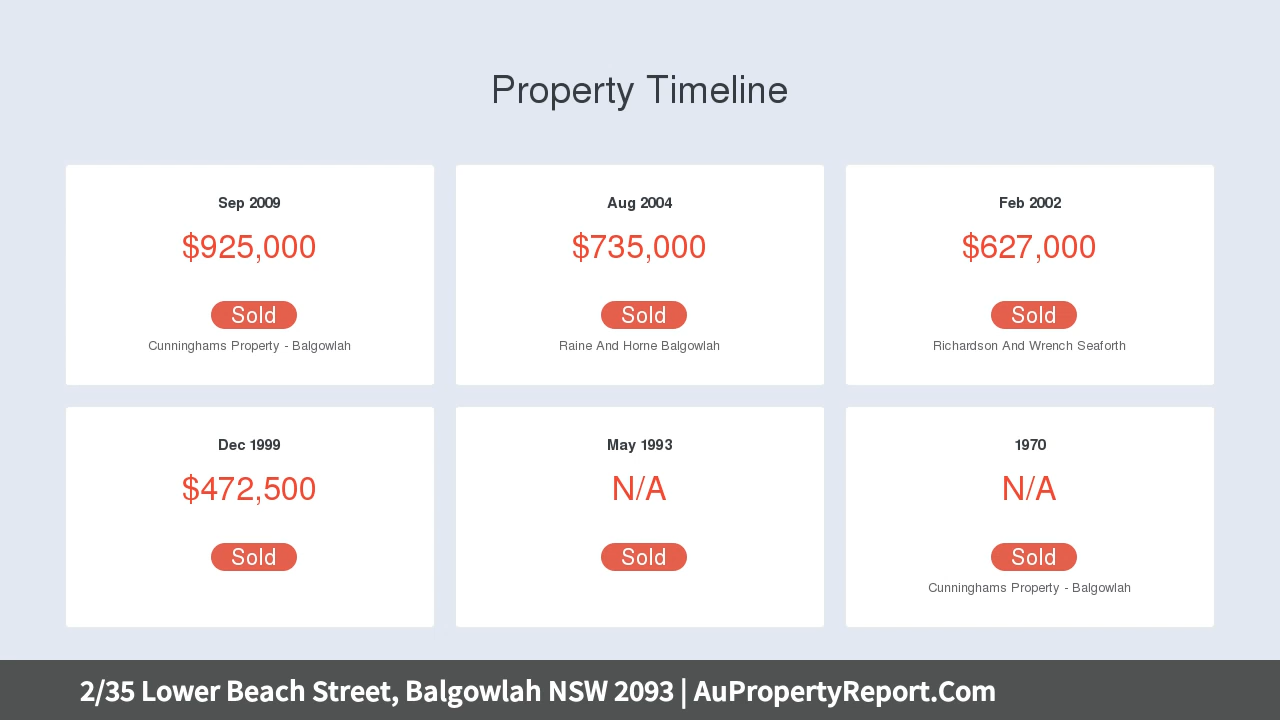 Property Timeline
Sep 2009
$925,000
Sold
Cunninghams Property - Balgowlah
Aug 2004
$735,000
Sold
Raine And Horne Balgowlah
Feb 2002
$627,000
Sold
Richardson And Wrench Seaforth
Dec 1999
$472,500
Sold
May 1993
N/A
Sold
1970
N/A
Sold
Cunninghams Property - Balgowlah
2/35 Lower Beach Street, Balgowlah NSW 2093 | AuPropertyReport.Com